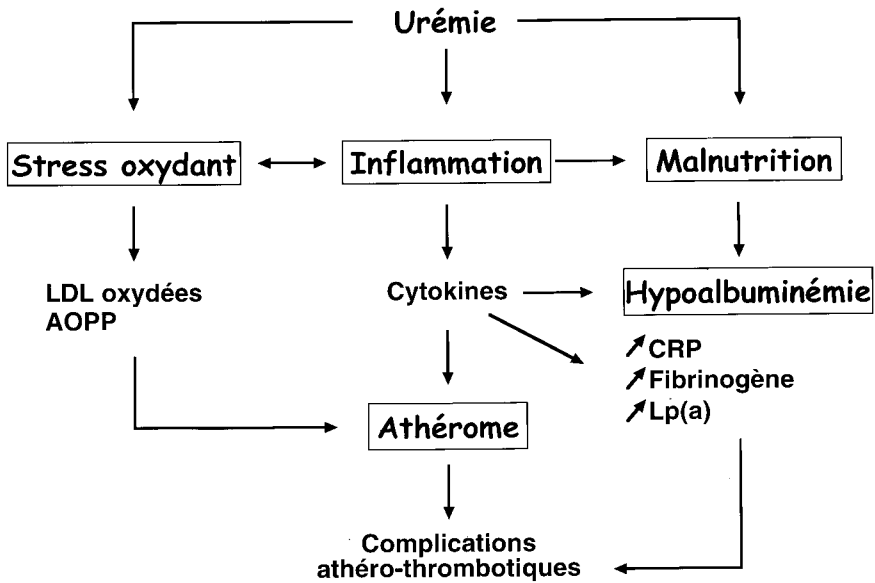 Urémie
Stress oxydant
Inflammation
Malnutrition
LDL oxydées
AOPP
Cytokines
Hypoalbuminémie
↗CRP
↗Fibrinogène
↗Lp(a)
Athérome
Complications
athéro-thrombotiques